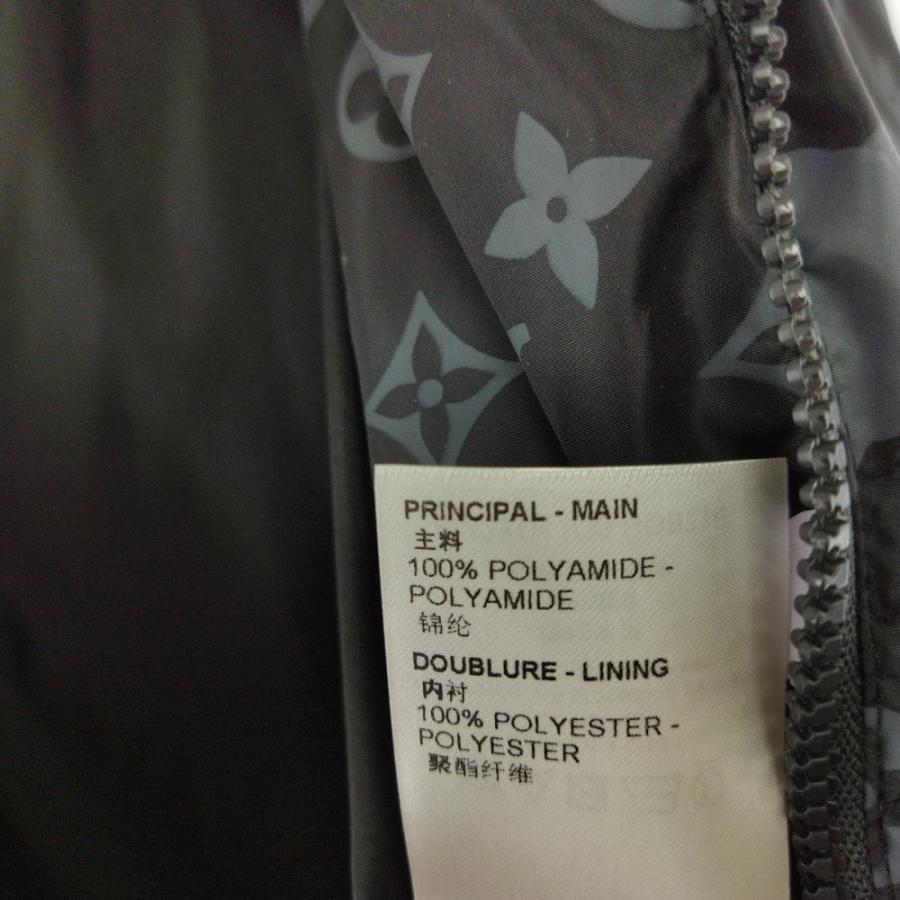 PRINCIPAL - MAIN
主料
100% POLYAMIDE -
POLYAMIDE
锦纶
DOUBLURE - LINING
内衬
100% POLYESTER -
POLYESTER
聚酯纤维